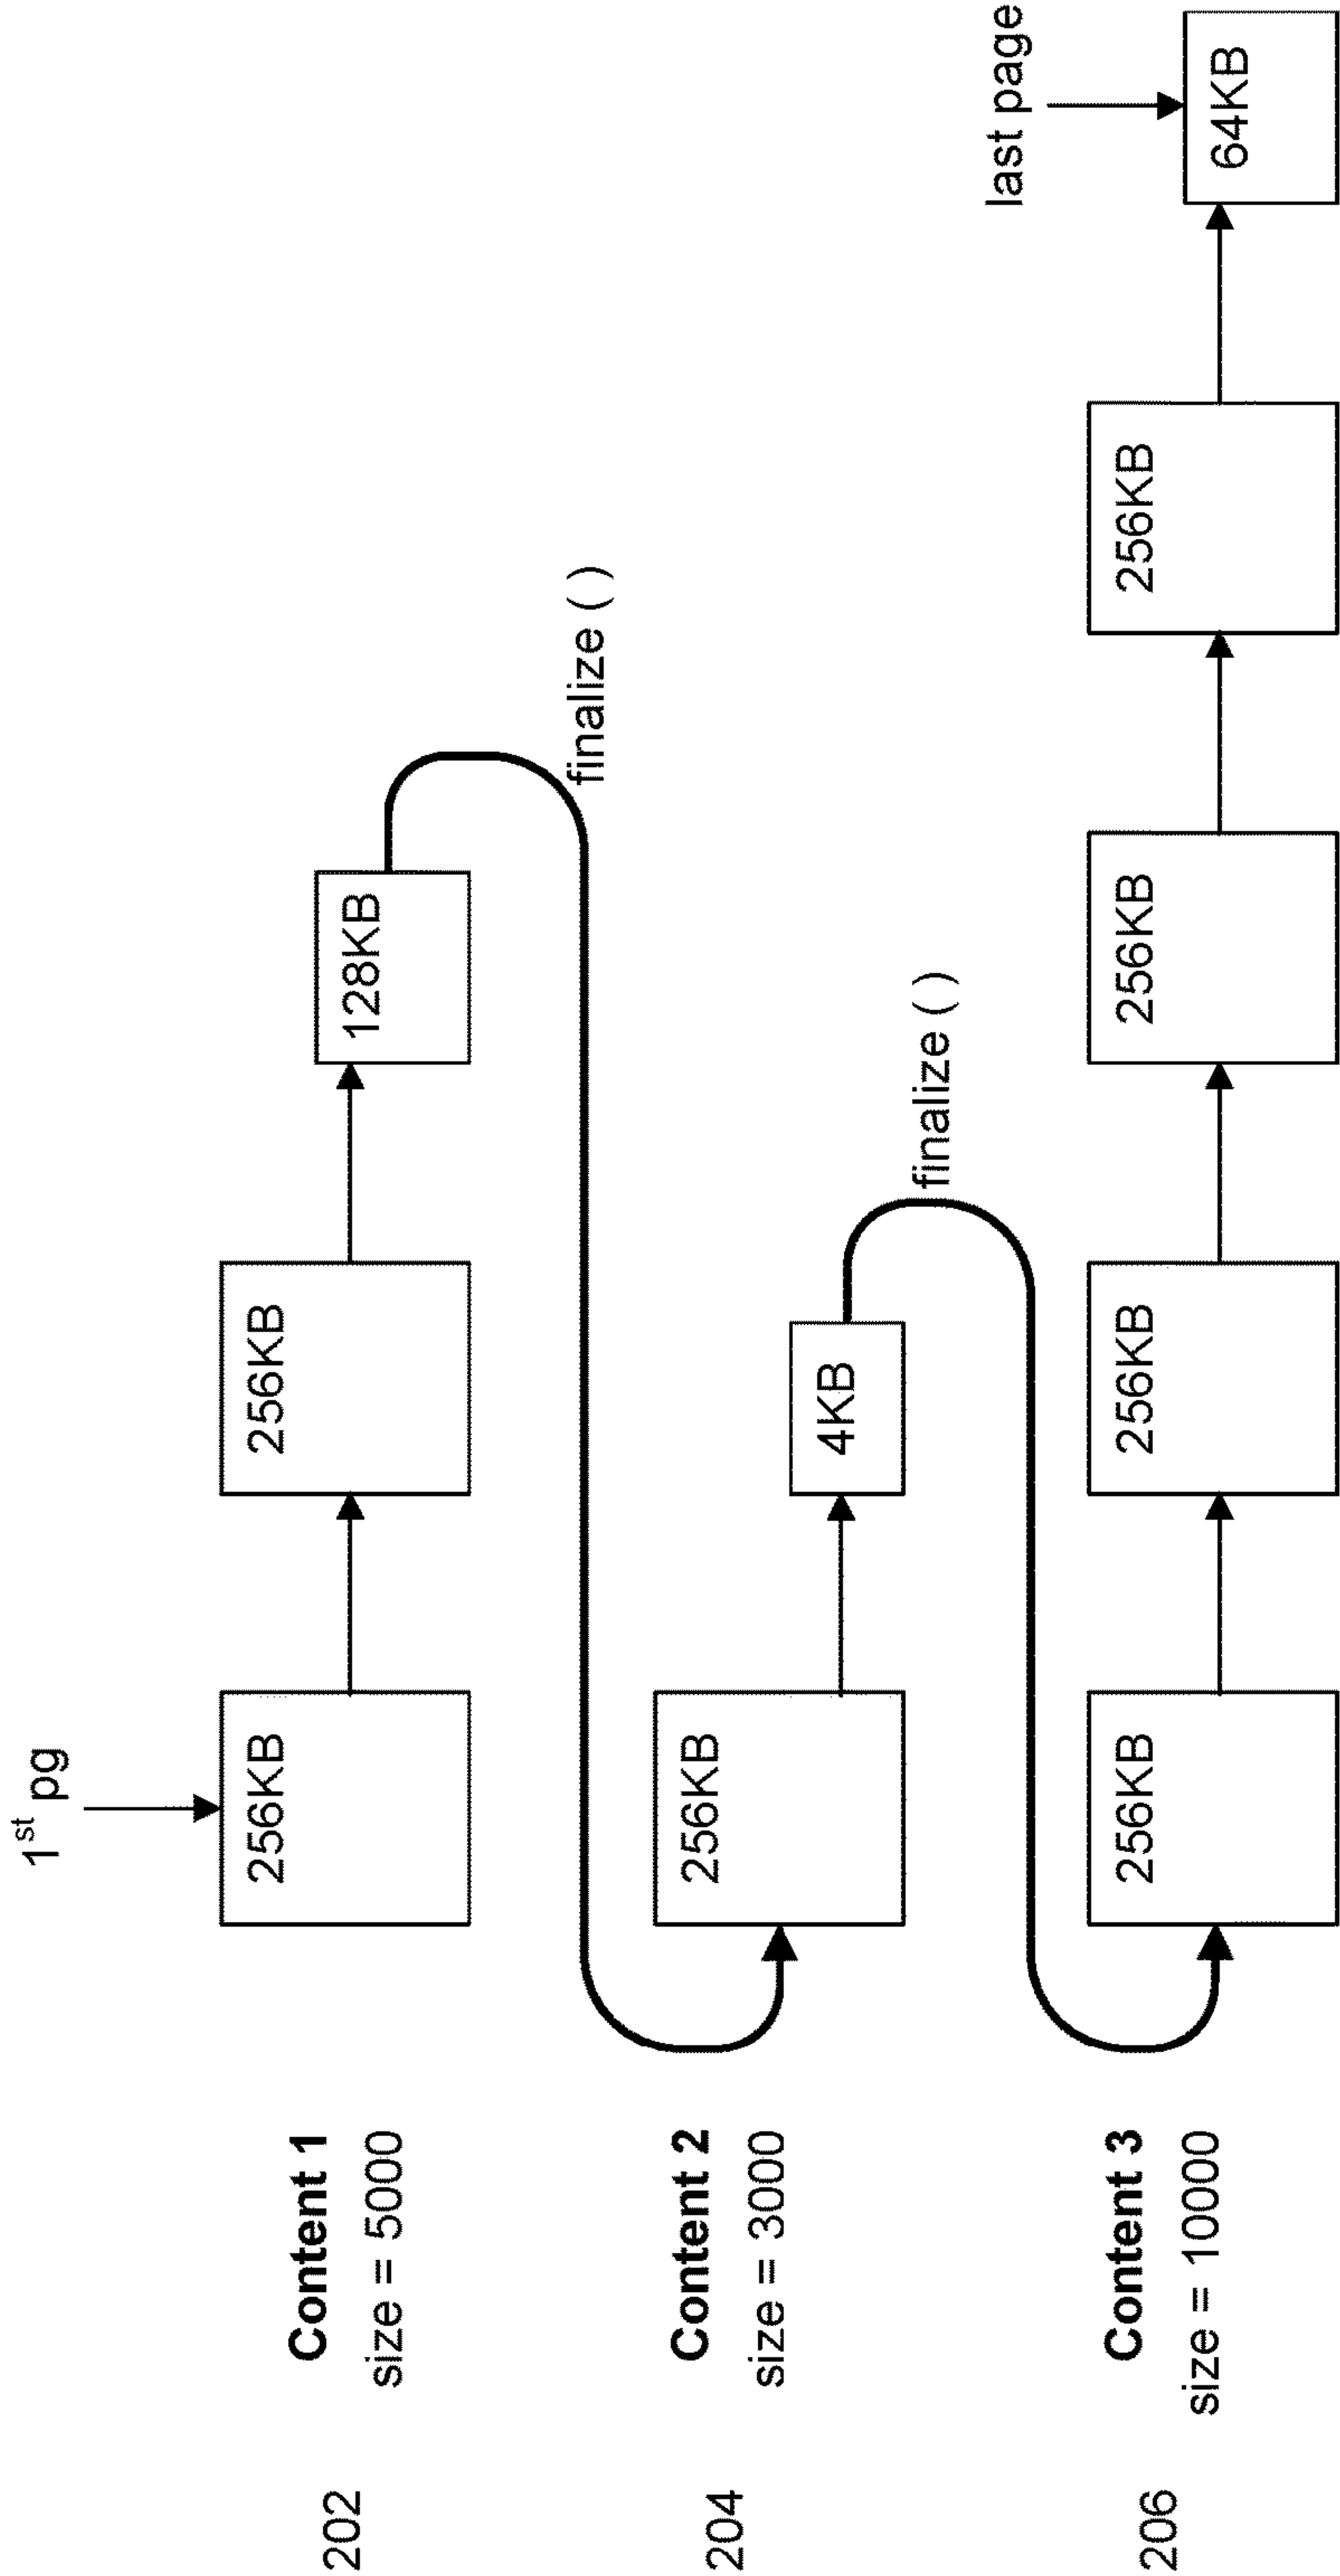 1st pg
202
Content 1
size = 5000
256KB
256KB
128KB
finalize ( )
204
Content 2
size = 3000
256KB
4KB
finalize ( )
206
Content 3
size = 10000
256KB
256KB
256KB
256KB
64KB
last page